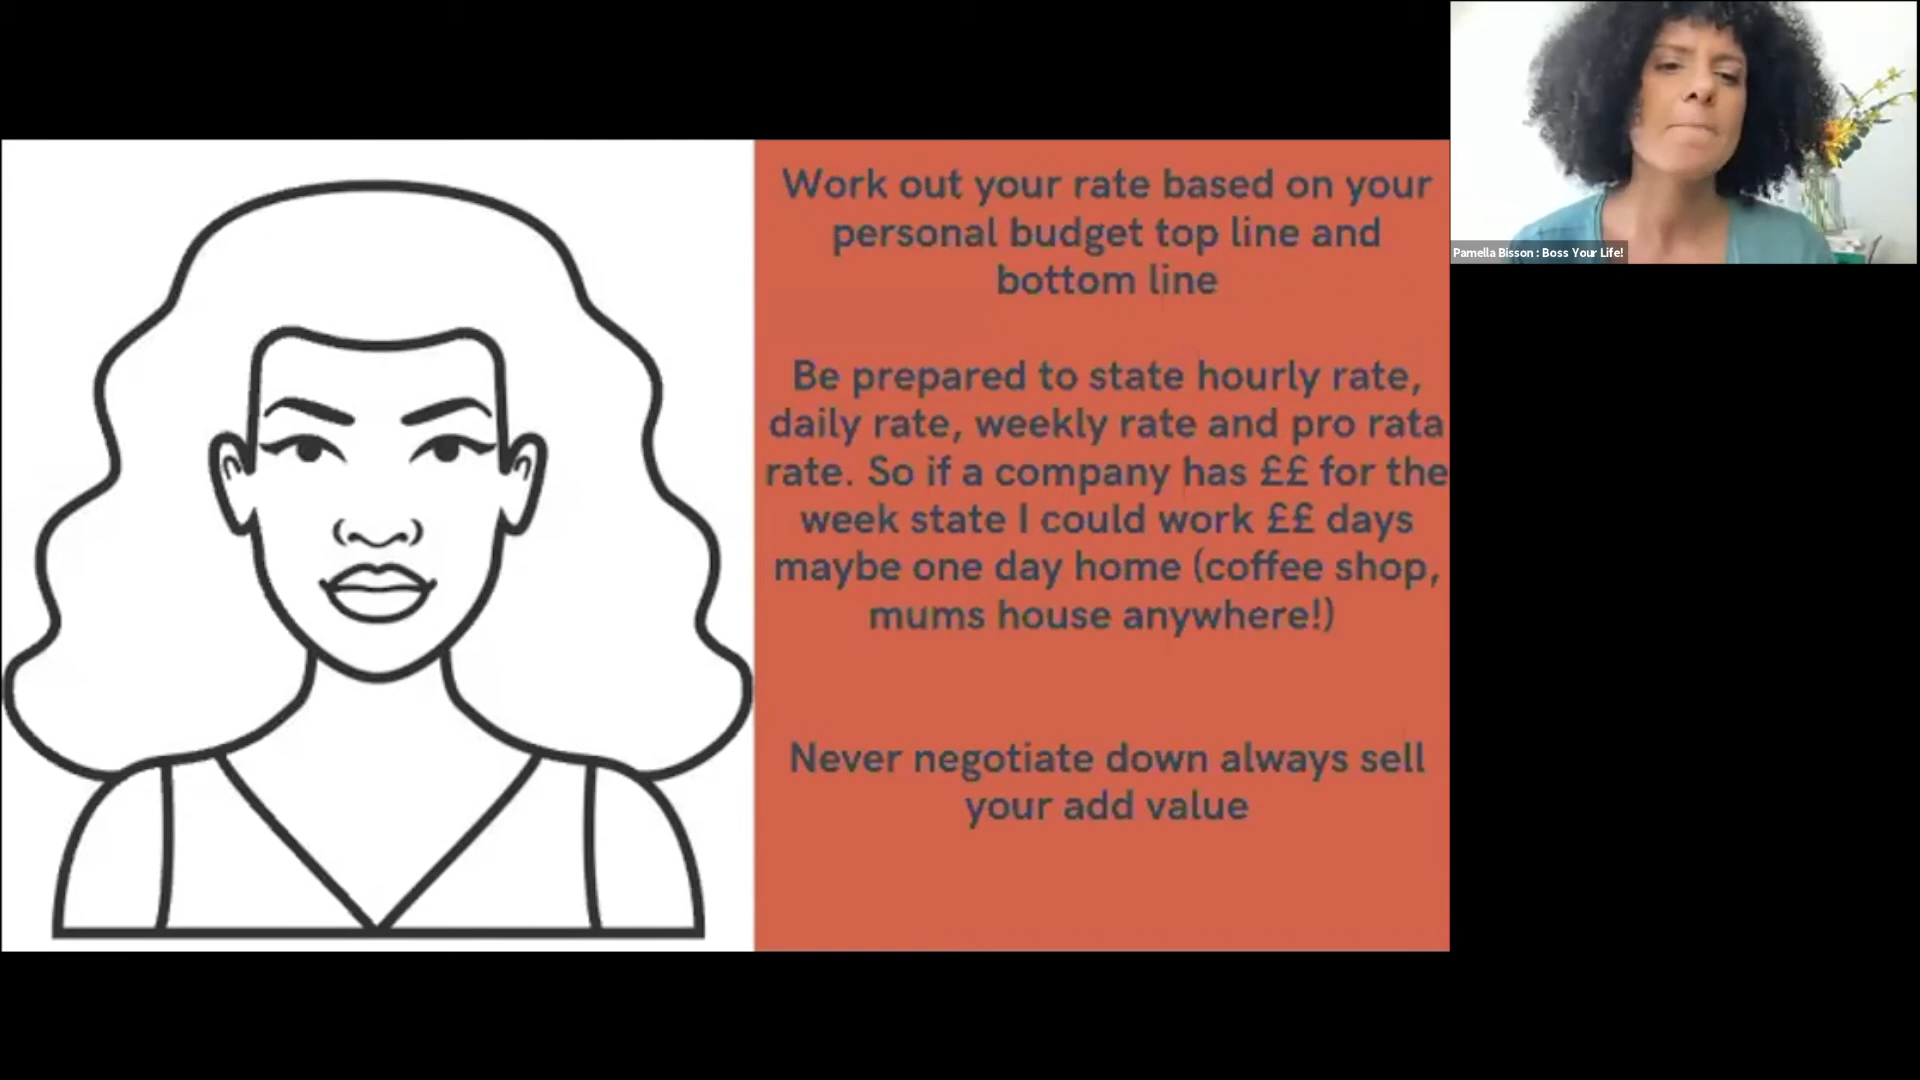 Work out your rate based on your
personal budget top line and
bottom line
Be prepared to state hourly rate,
daily rate, weekly rate and pro rata
rate. So if a company has ££ for the
week state I could work ££ days
maybe one day home (coffee shop,
mums house anywhere!)
Never negotiate down always sell
your add value
Pamella Bisson : Boss Your Life!